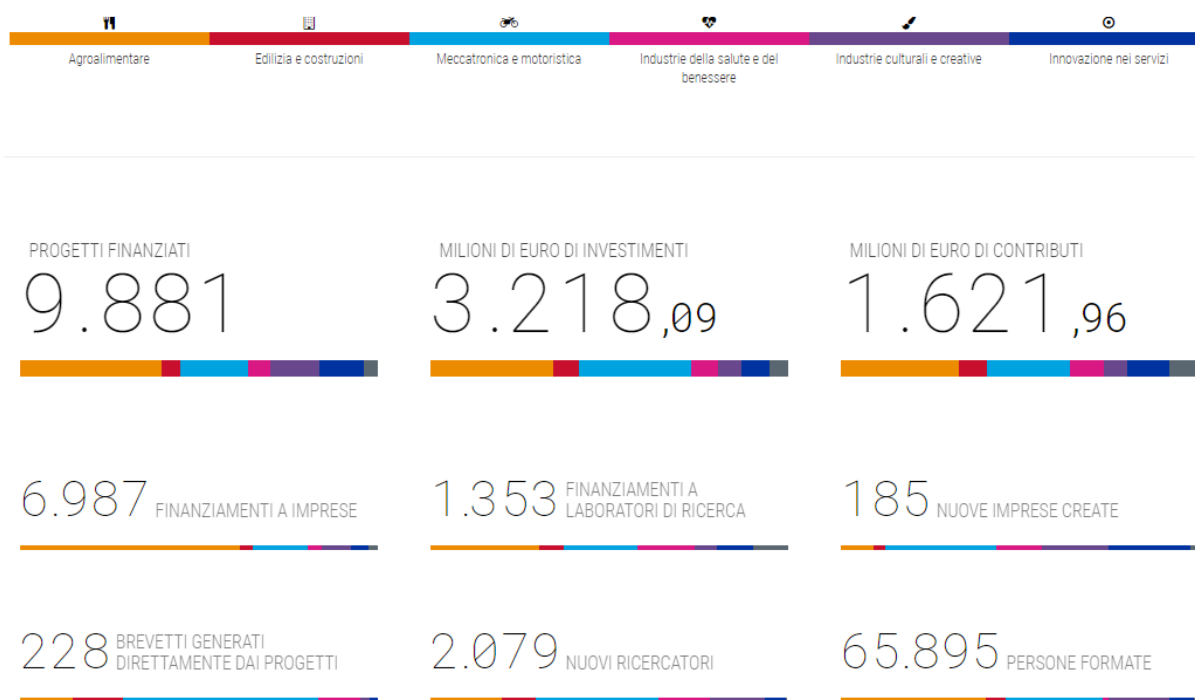 Agroalimentare
Edilizia e costruzioni
Meccatronica e motoristica
Industrie della salute e del
benessere
Industrie culturali e creative
Innovazione nei servizi
PROGETTI FINANZIATI
9.881
MILIONI DI EURO DI INVESTIMENTI
3.218,09
MILIONI DI EURO DI CONTRIBUTI
1.621,96
6.987 FINANZIAMENTI A IMPRESE
1.353 FINANZIAMENTI A
LABORATORI DI RICERCA
185 NUOVE IMPRESE CREATE
228 BREVETTI GENERATI
DIRETTAMENTE DAI PROGETTI
2.079 NUOVI RICERCATORI
65.895 PERSONE FORMATE